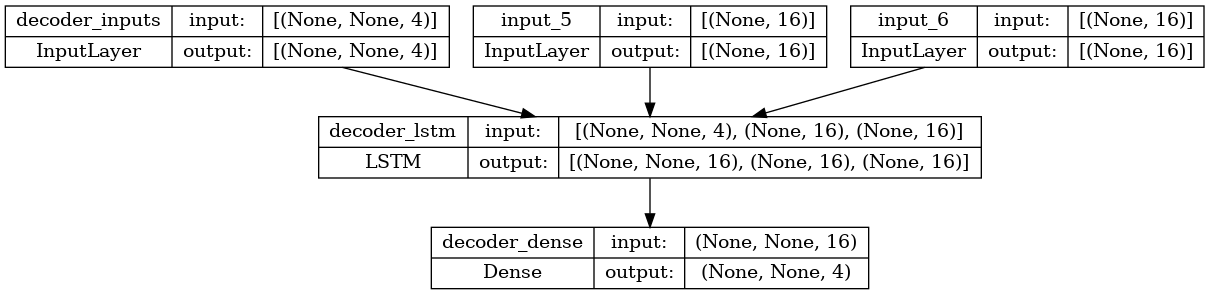 decoder_inputs input: [(None, None, 4)]
InputLayer output: [(None, None, 4)]
input_5 input: [(None, 16)]
InputLayer output: [(None, 16)]
input_6 input: [(None, 16)]
InputLayer output: [(None, 16)]
decoder_lstm input: [(None, None, 4), (None, 16), (None, 16)]
LSTM output: [(None, None, 16), (None, 16), (None, 16)]
decoder_dense input: (None, None, 16)
Dense output: (None, None, 4)